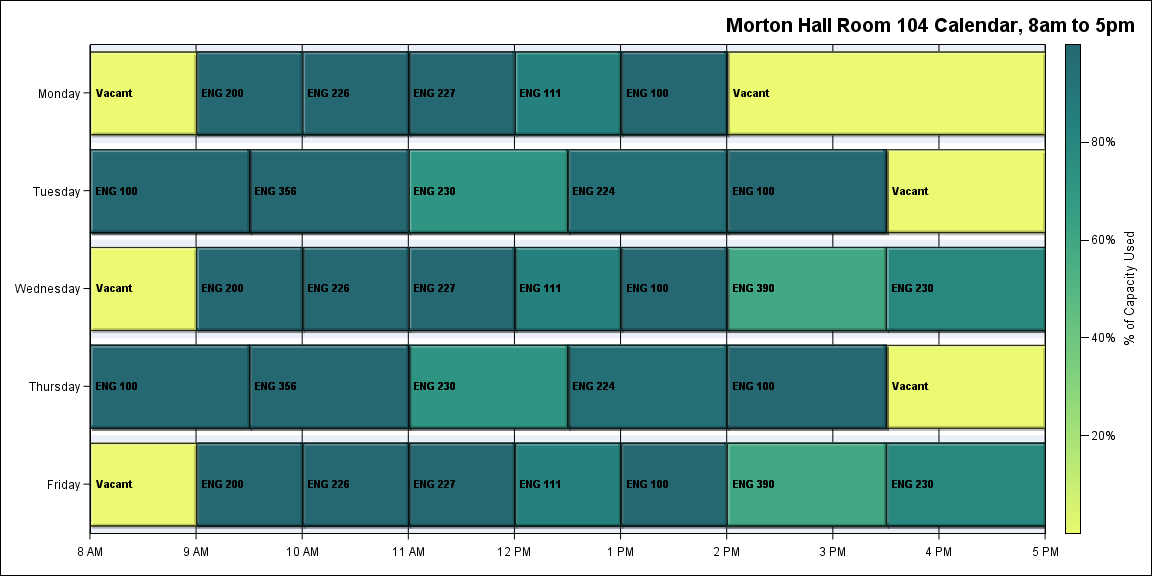 Morton Hall Room 104 Calendar, 8am to 5pm
Monday
Vacant
ENG 200
ENG 226
ENG 227
ENG 111
ENG 100
Vacant
Tuesday
ENG 100
ENG 356
ENG 230
ENG 224
ENG 100
Vacant
Wednesday
Vacant
ENG 200
ENG 226
ENG 227
ENG 111
ENG 100
ENG 390
ENG 230
Thursday
ENG 100
ENG 356
ENG 230
ENG 224
ENG 100
Vacant
Friday
Vacant
ENG 200
ENG 226
ENG 227
ENG 111
ENG 100
ENG 390
ENG 230
8 AM
9 AM
10 AM
11 AM
12 PM
1 PM
2 PM
3 PM
4 PM
5 PM
80%
60%
40%
20%
% of Capacity Used